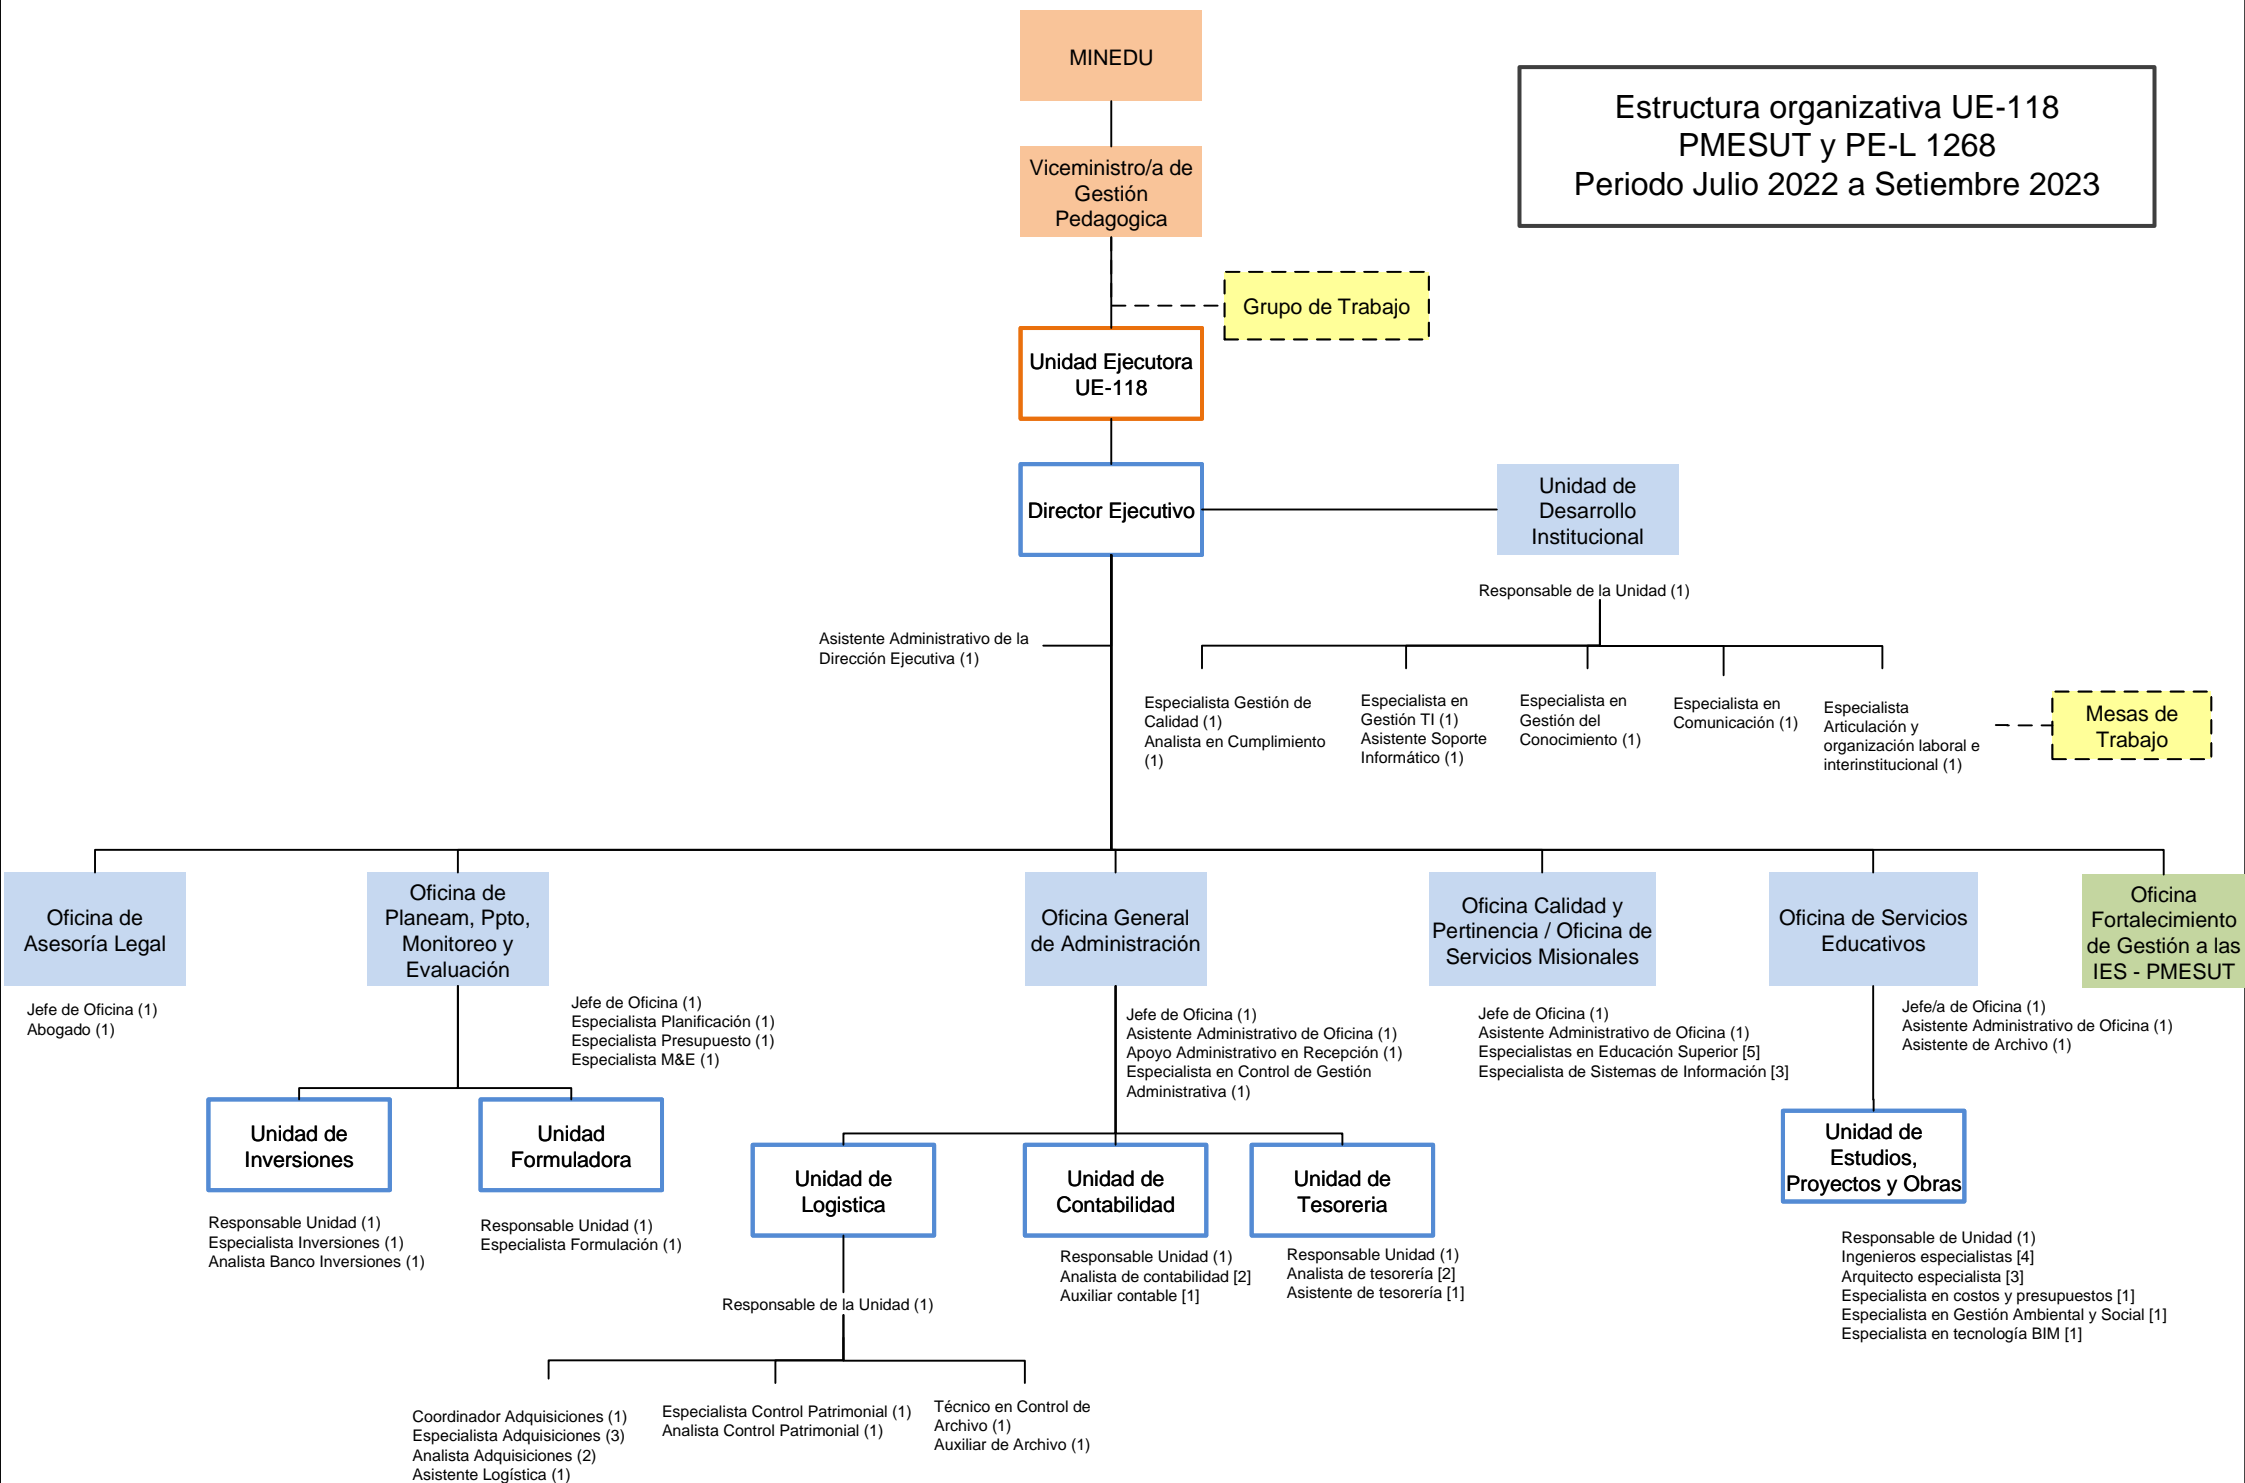 MINEDU
Estructura organizativa UE-118
PMESUT y PE-L 1268
Periodo Julio 2022 a Setiembre 2023
Viceministro/a de
Gestión
Pedagogica
Grupo de Trabajo
Unidad Ejecutora
UE-118
Director Ejecutivo
Unidad de
Desarrollo
Institucional
Responsable de la Unidad (1)
Asistente Administrativo de la
Dirección Ejecutiva (1)
Especialista Gestión de
Calidad (1)
Analista en Cumplimiento
(1)
Especialista en
Gestión TI (1)
Asistente Soporte
Informático (1)
Especialista en
Gestión del
Conocimiento (1)
Especialista en
Comunicación (1)
Especialista
Articulación y
organización laboral e
interinstitucional (1)
Mesas de
Trabajo
Oficina de
Asesoría Legal
Jefe de Oficina (1)
Abogado (1)
Oficina de
Planeam, Ppto,
Monitoreo y
Evaluación
Jefe de Oficina (1)
Especialista Planificación (1)
Especialista Presupuesto (1)
Especialista M&E (1)
Unidad de
Inversiones
Responsable Unidad (1)
Especialista Inversiones (1)
Analista Banco Inversiones (1)
Unidad
Formuladora
Responsable Unidad (1)
Especialista Formulación (1)
Oficina General
de Administración
Jefe de Oficina (1)
Asistente Administrativo de Oficina (1)
Apoyo Administrativo en Recepción (1)
Especialista en Control de Gestión
Administrativa (1)
Unidad de
Logistica
Responsable de la Unidad (1)
Coordinador Adquisiciones (1)
Especialista Adquisiciones (3)
Analista Adquisiciones (2)
Asistente Logística (1)
Especialista Control Patrimonial (1)
Analista Control Patrimonial (1)
Técnico en Control de
Archivo (1)
Auxiliar de Archivo (1)
Unidad de
Contabilidad
Responsable Unidad (1)
Analista de contabilidad [2]
Auxiliar contable [1]
Unidad de
Tesoreria
Responsable Unidad (1)
Analista de tesorería [2]
Asistente de tesorería [1]
Oficina Calidad y
Pertinencia / Oficina de
Servicios Misionales
Jefe de Oficina (1)
Asistente Administrativo de Oficina (1)
Especialistas en Educación Superior [5]
Especialista de Sistemas de Información [3]
Oficina de Servicios
Educativos
Jefe/a de Oficina (1)
Asistente Administrativo de Oficina (1)
Asistente de Archivo (1)
Unidad de
Estudios,
Proyectos y Obras
Responsable de Unidad (1)
Ingenieros especialistas [4]
Arquitecto especialista [3]
Especialista en costos y presupuestos [1]
Especialista en Gestión Ambiental y Social [1]
Especialista en tecnología BIM [1]
Oficina
Fortalecimiento
de Gestión a las
IES - PMESUT